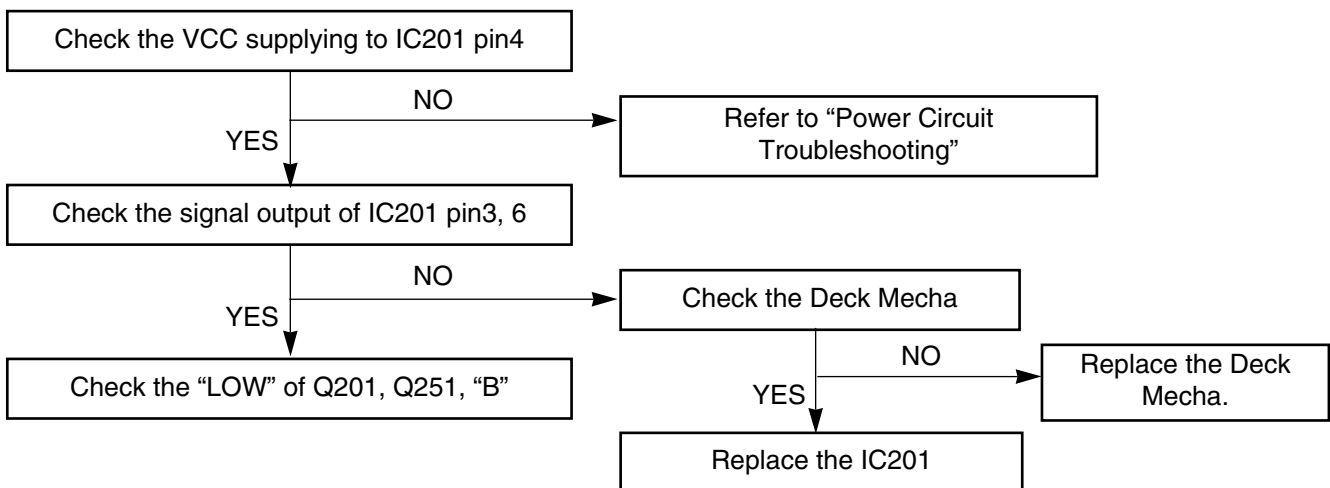 Check the VCC supplying to IC201 pin4
NO
Refer to “Power Circuit
Troubleshooting”
YES
Check the signal output of IC201 pin3, 6
NO
Check the Deck Mecha
YES
Check the “LOW” of Q201, Q251, “B”
NO
Replace the Deck
Mecha.
YES
Replace the IC201